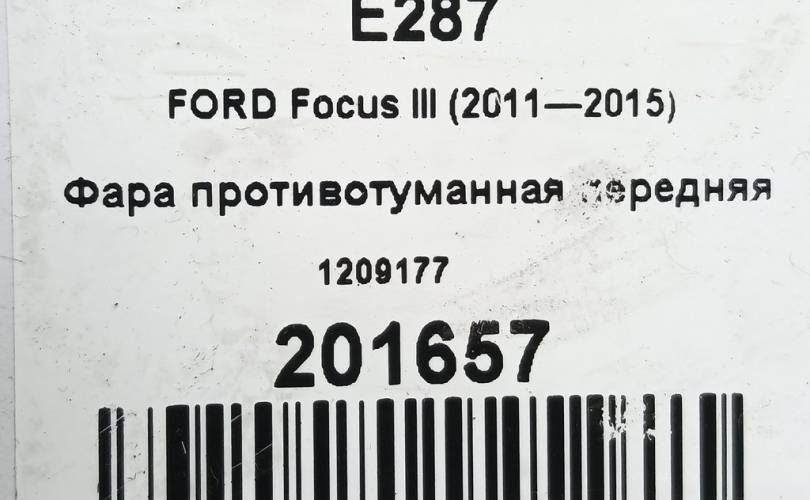 E287
FORD Focus III (2011—2015)
Фара противотуманная передняя
1209177
201657